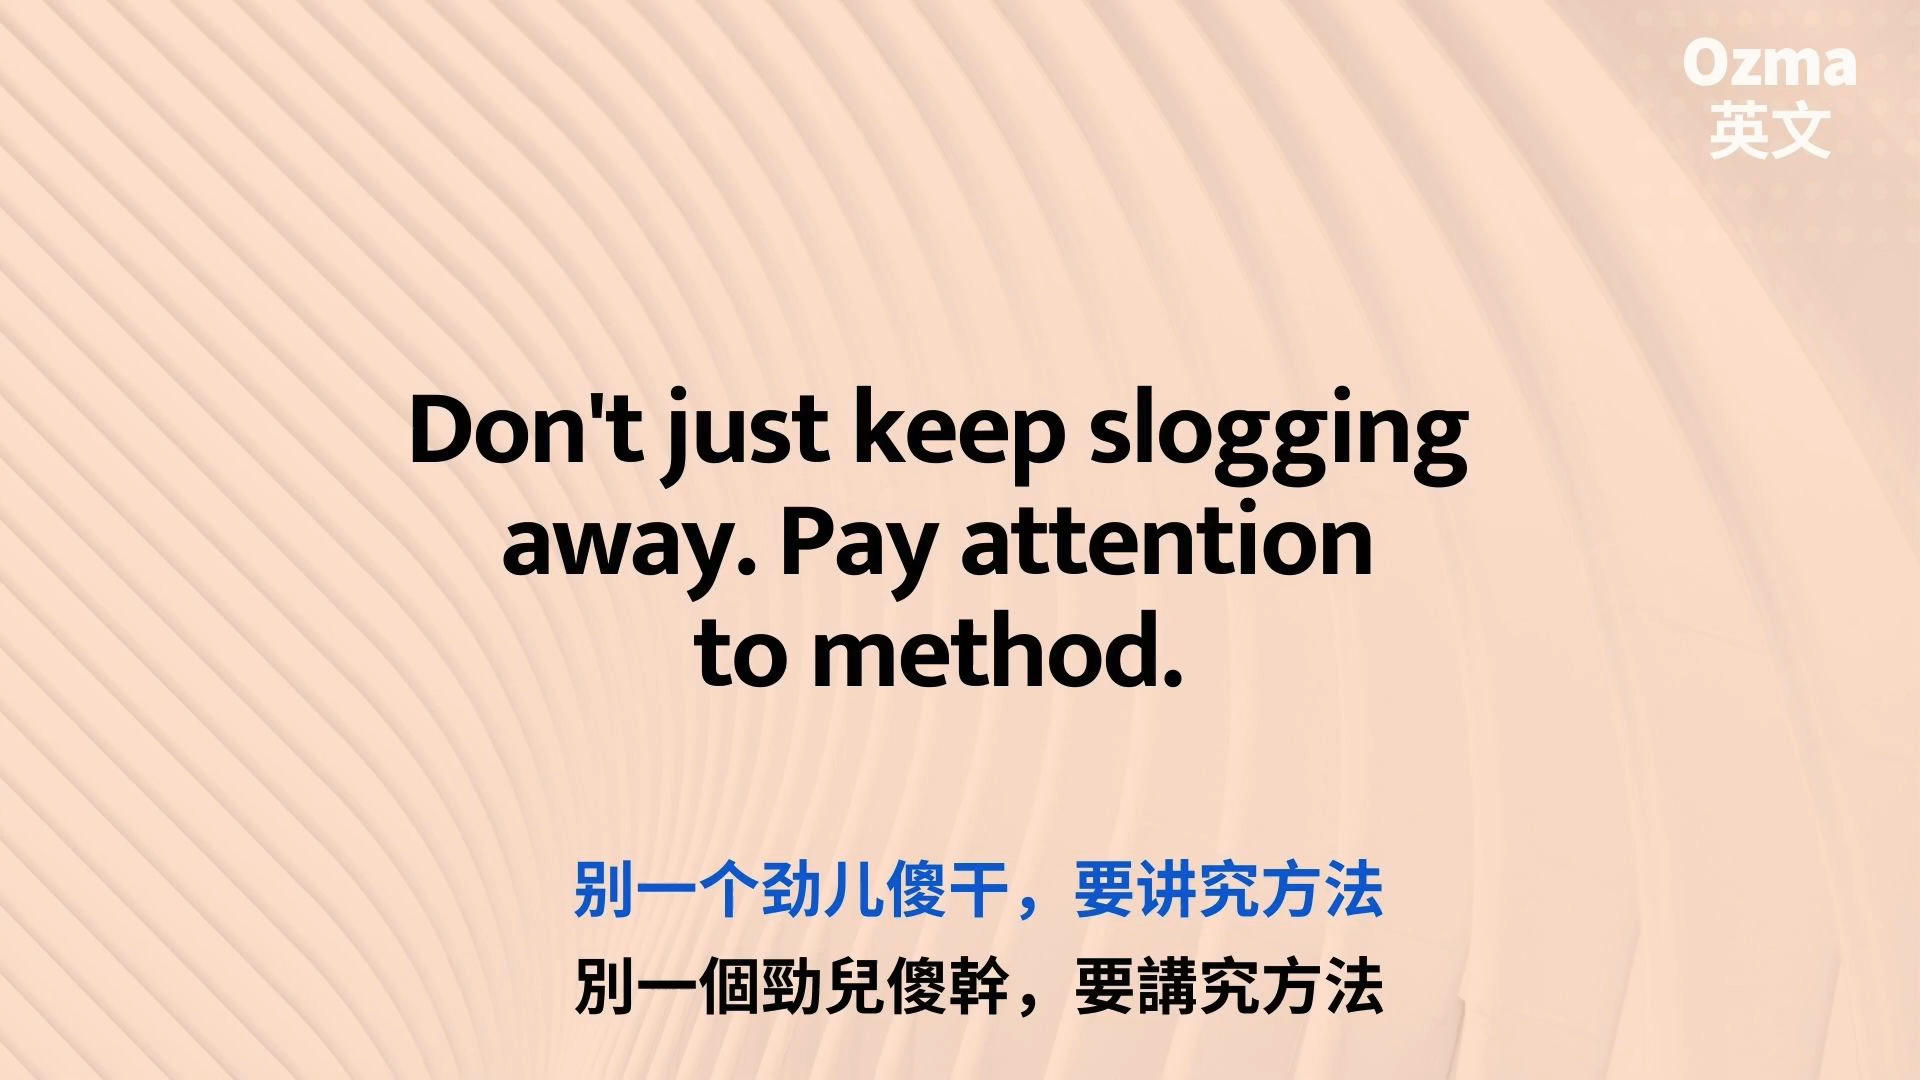 Ozma
英文
Don't just keep slogging
away. Pay attention
to method.
别一个劲儿傻干，要讲究方法
別一個勁兒傻幹，要講究方法